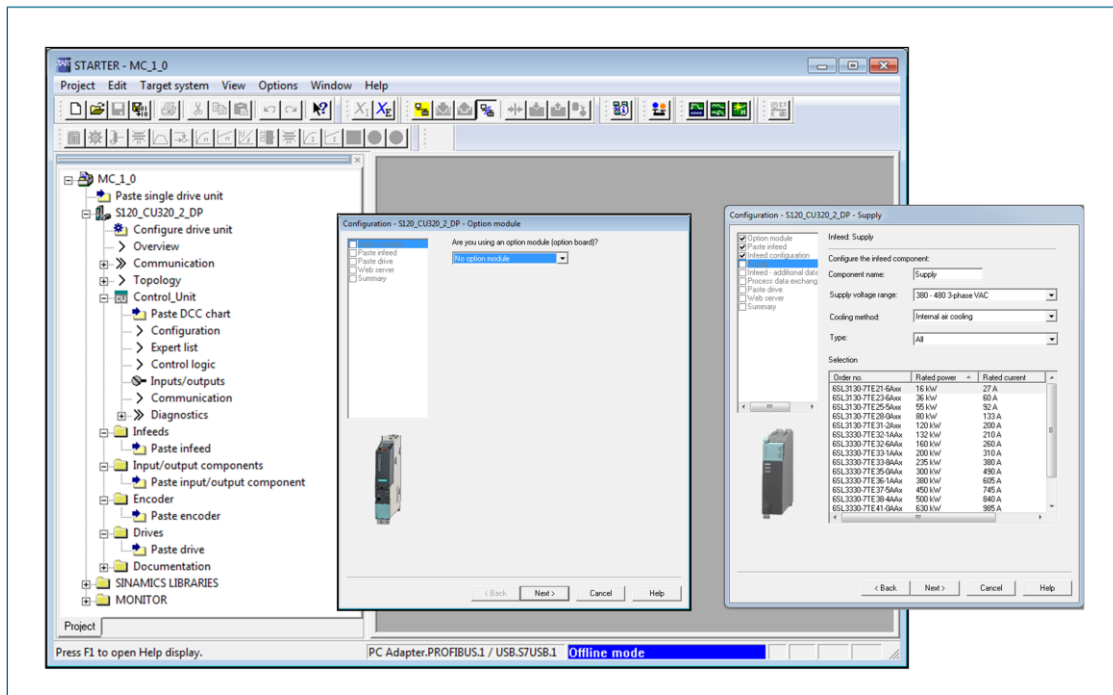 STARTER - MC_1_0
Project Edit Target system View Options Window Help
MC_1_0
Paste single drive unit
S120_CU320_2_DP
Configure drive unit
Overview
Communication
Topology
Control_Unit
Paste DCC chart
Configuration
Expert list
Control logic
Inputs/outputs
Communication
Diagnostics
Infeeds
Paste infeed
Input/output components
Paste input/output component
Encoder
Paste encoder
Drives
Paste drive
Documentation
SINAMICS LIBRARIES
MONITOR
Project
Press F1 to open Help display.
PC Adapter.PROFIBUS.1 / USB.S7USB.1
Offline mode
Configuration - S120_CU320_2_DP - Option module
Paste infeed
Paste drive
Web server
Summary
Are you using an option module (option board)?
No option module
< Back Next > Cancel Help
Configuration - S120_CU320_2_DP - Supply
Option module
Paste infeed
Infeed configuration
Infeed - additional data
Process data exchang
Paste drive
Web server
Summary
Infeed: Supply
Configure the infeed component:
Component name: Supply
Supply voltage range: 380 - 480 3-phase VAC
Cooling method: Internal air cooling
Type: All
Selection
Order no. Rated power Rated current
6SL3130-7TE21-6Axx 16 kW 27 A
6SL3130-7TE23-6Axx 36 kW 60 A
6SL3130-7TE25-5Axx 55 kW 92 A
6SL3130-7TE28-0Axx 80 kW 133 A
6SL3130-7TE31-2Axx 120 kW 200 A
6SL3330-7TE32-1AAx 132 kW 210 A
6SL3330-7TE32-6AAx 160 kW 260 A
6SL3330-7TE33-1AAx 200 kW 310 A
6SL3330-7TE33-8AAx 235 kW 380 A
6SL3330-7TE35-0AAx 300 kW 490 A
6SL3330-7TE36-1AAx 380 kW 605 A
6SL3330-7TE37-5AAx 450 kW 745 A
6SL3330-7TE38-4AAx 500 kW 840 A
6SL3330-7TE41-0AAx 630 kW 985 A
< Back Next > Cancel Help